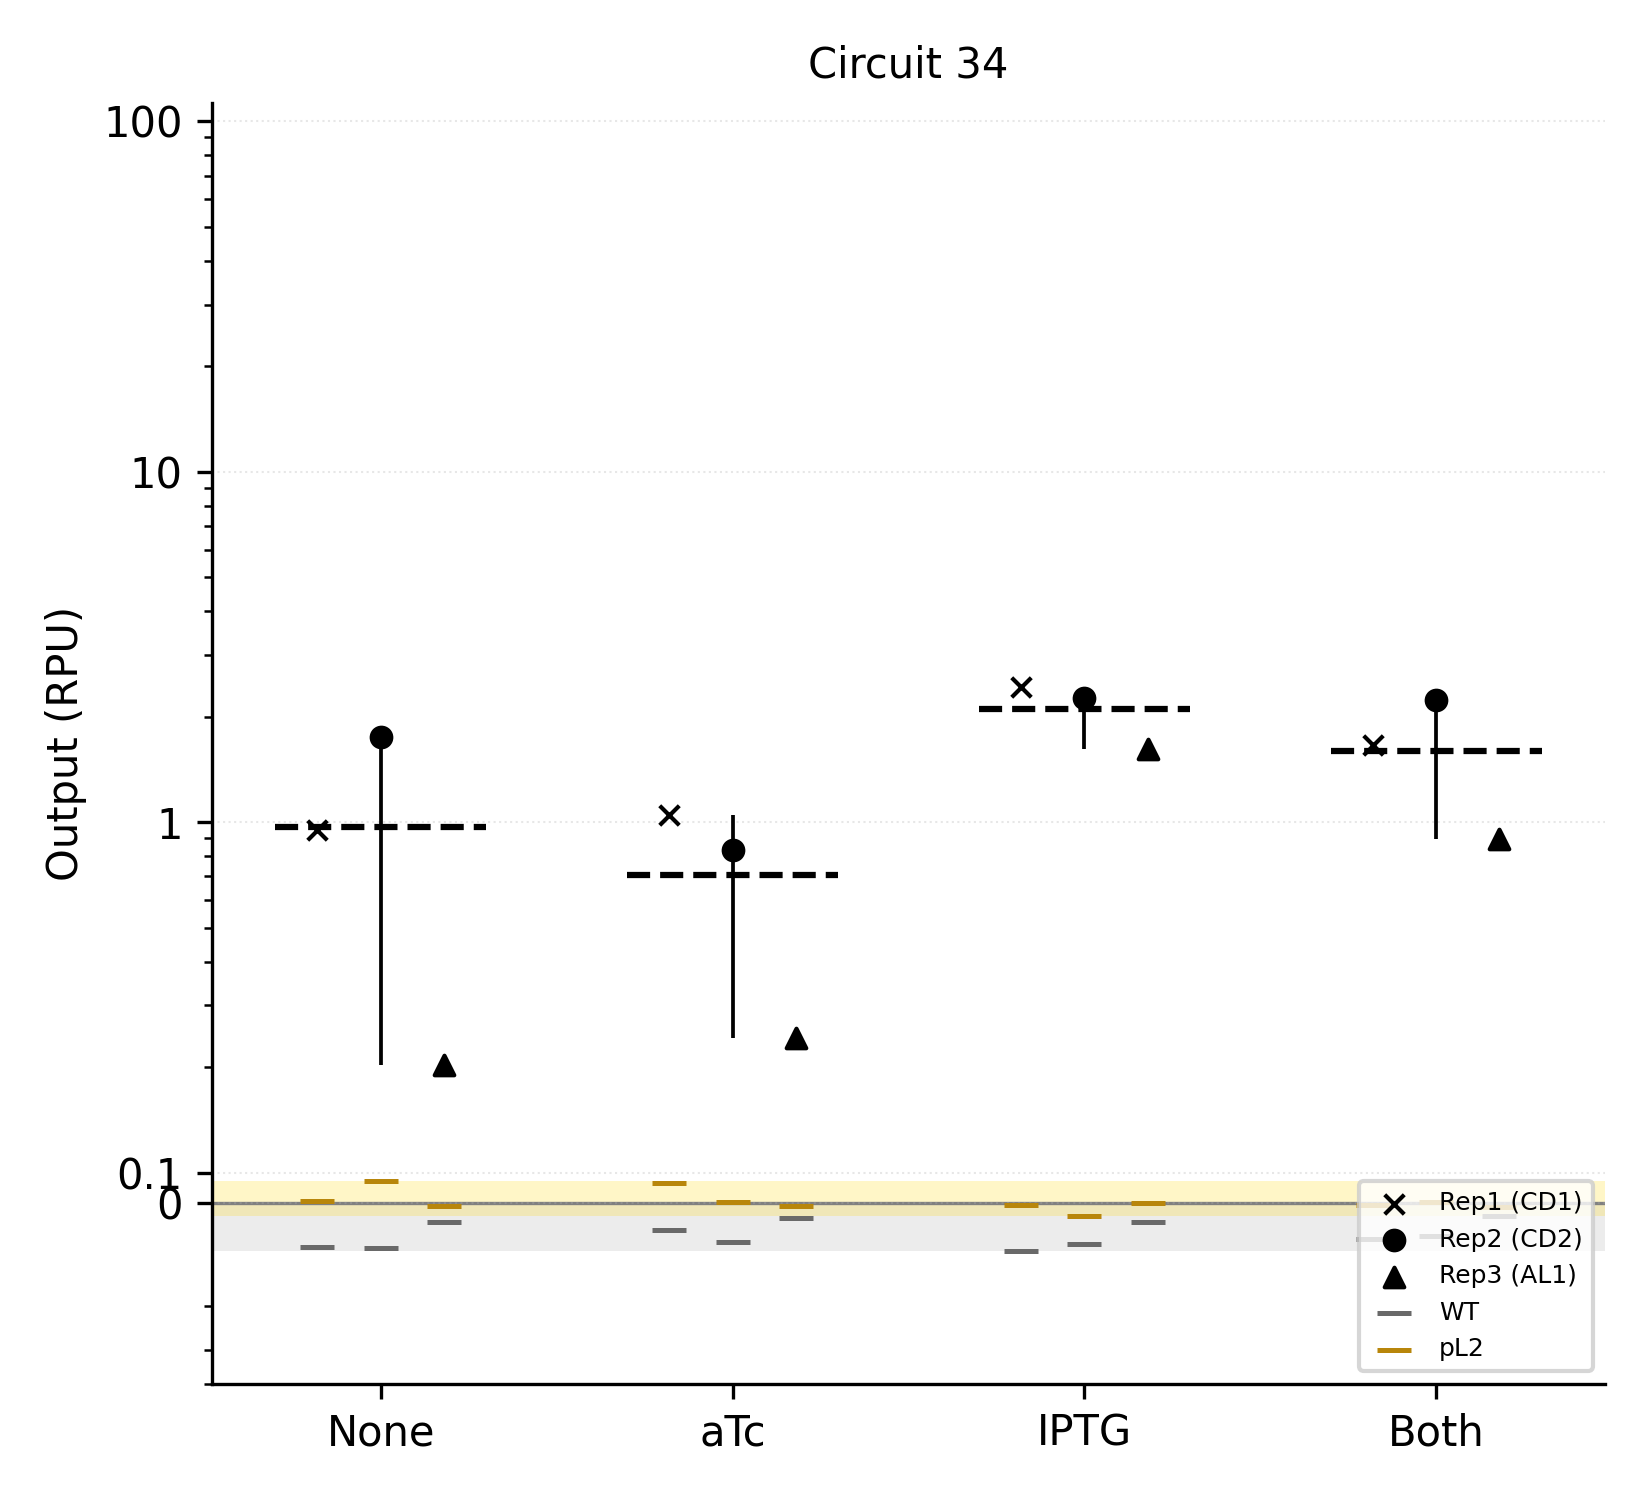 Circuit 34
100
10
1
0.1
0
Output (RPU)
Rep1 (CD1)
Rep2 (CD2)
Rep3 (AL1)
WT
pL2
None
aTc
IPTG
Both